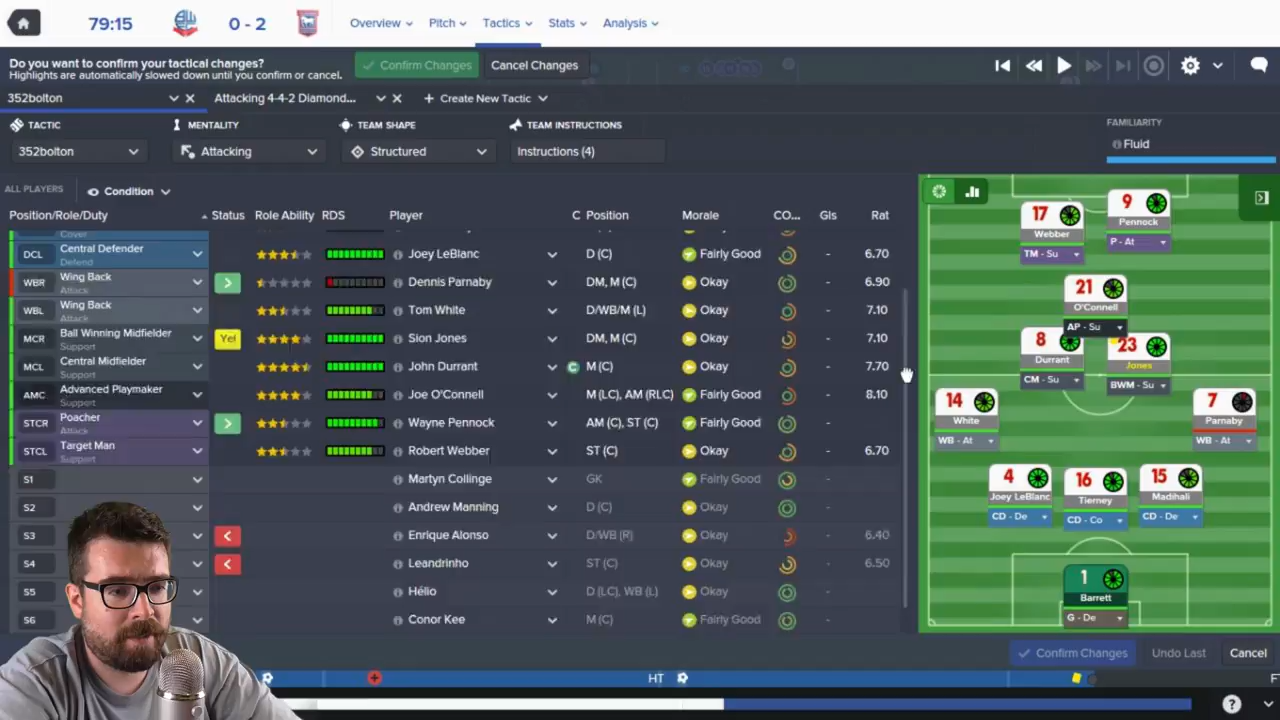 79:15
0 - 2
Overview
Pitch
Tactics
Stats
Analysis
Do you want to confirm your tactical changes?
Highlights are automatically slowed down until you confirm or cancel.
Confirm Changes
Cancel Changes
352bolton
Attacking 4-4-2 Diamond...
Create New Tactic
TACTIC
MENTALITY
TEAM SHAPE
TEAM INSTRUCTIONS
FAMILIARITY
352bolton
Attacking
Structured
Instructions (4)
Fluid
ALL PLAYERS
Condition
Position/Role/Duty Status Role Ability RDS Player C Position Morale CO... Gls Rat
Cover
DCL Central Defender Defend Joey LeBlanc D (C) Fairly Good - 6.70
WBR Wing Back Attack Dennis Parnaby DM, M (C) Okay - 6.90
WBL Wing Back Attack Tom White D/WB/M (L) Okay - 7.10
MCR Ball Winning Midfielder Support Yel Sion Jones DM, M (C) Okay - 7.10
MCL Central Midfielder Support John Durrant C M (C) Okay - 7.70
AMC Advanced Playmaker Support Joe O'Connell M (LC), AM (RLC) Fairly Good - 8.10
STCR Poacher Attack Wayne Pennock AM (C), ST (C) Fairly Good -
STCL Target Man Support Robert Webber ST (C) Okay - 6.70
S1 Martyn Collinge GK Fairly Good -
S2 Andrew Manning D (C) Okay -
S3 Enrique Alonso D/WB (R) Okay - 6.40
S4 Leandrinho ST (C) Okay - 6.50
S5 Hélio D (LC), WB (L) Okay -
S6 Conor Kee M (C) Fairly Good -
17
Webber
TM - Su
9
Pennock
P - At
21
O'Connell
AP - Su
8
Durrant
CM - Su
23
Jones
BWM - Su
14
White
WB - At
7
Parnaby
WB - At
4
Joey LeBlanc
CD - De
16
Tierney
CD - Co
15
Madihali
CD - De
1
Barrett
G - De
Confirm Changes
Undo Last
Cancel
HT